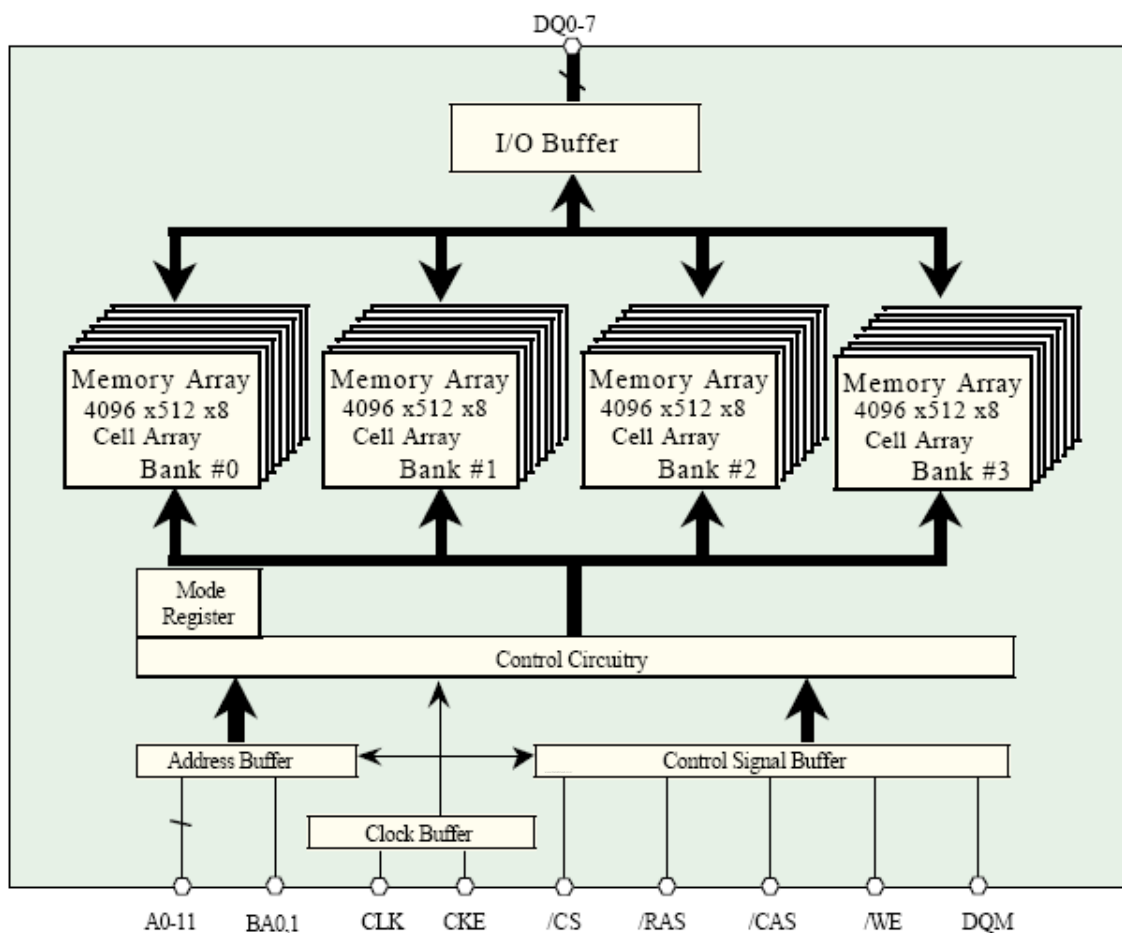 DQ0-7
I/O Buffer
Memory Array
4096 x512 x8
Cell Array
Bank #0
Memory Array
4096 x512 x8
Cell Array
Bank #1
Memory Array
4096 x512 x8
Cell Array
Bank #2
Memory Array
4096 x512 x8
Cell Array
Bank #3
Mode
Register
Control Circuitry
Address Buffer
Control Signal Buffer
Clock Buffer
A0-11
BA0,1
CLK
CKE
/CS
/RAS
/CAS
/WE
DQM